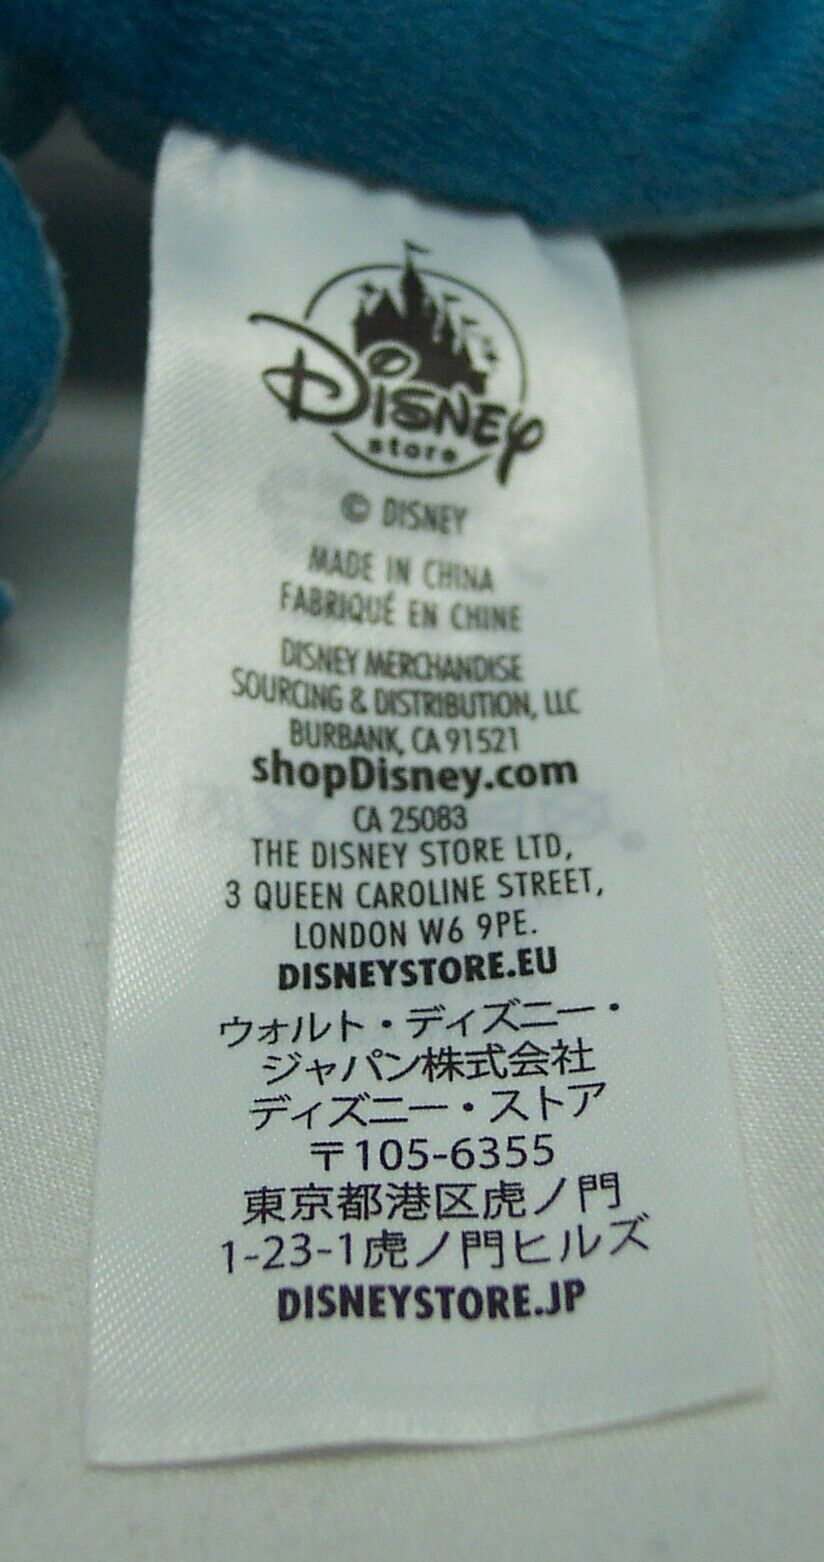 Disney
store
© DISNEY
MADE IN CHINA
FABRIQUÉ EN CHINE
DISNEY MERCHANDISE
SOURCING & DISTRIBUTION, LLC
BURBANK, CA 91521
shopDisney.com
CA 25083
THE DISNEY STORE LTD,
3 QUEEN CAROLINE STREET,
LONDON W6 9PE.
DISNEYSTORE.EU
ウォルト・ディズニー・
ジャパン株式会社
ディズニー・ストア
〒105-6355
東京都港区虎ノ門
1-23-1虎ノ門ヒルズ
DISNEYSTORE.JP